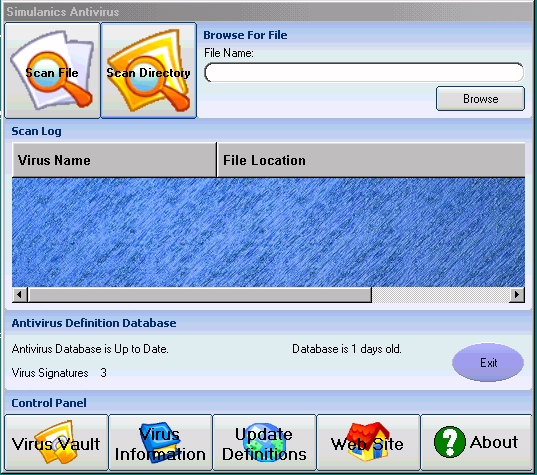 Simulanics Antivirus
Scan File
Scan Directory
Browse For File
File Name:
Browse
Scan Log
Virus Name
File Location
Antivirus Definition Database
Antivirus Database is Up to Date.
Database is 1 days old.
Virus Signatures 3
Exit
Control Panel
Virus Vault
Virus
Information
Update
Definitions
Web Site
About